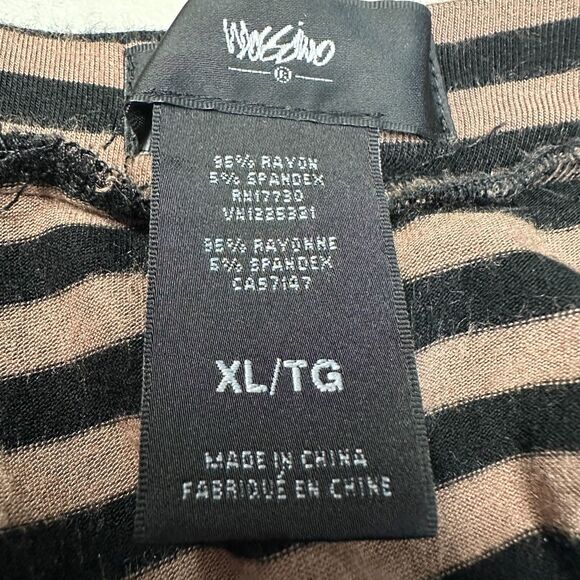 Mossimo
®
95% RAYON
5% SPANDEX
RN17730
VN1225321
95% RAYONNE
5% SPANDEX
CA57147
XL/TG
MADE IN CHINA
FABRIQUÉ EN CHINE